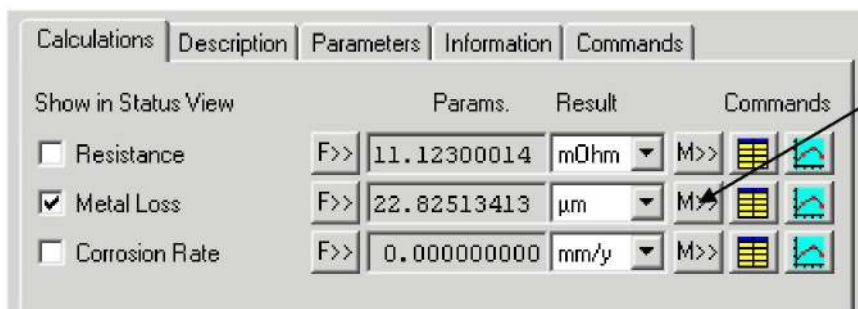 Calculations Description Parameters Information Commands
Show in Status View Params. Result Commands
Resistance F>> 11.12300014 mOhm M>>
Metal Loss F>> 22.82513413 µm M>>
Corrosion Rate F>> 0.000000000 mm/y M>>